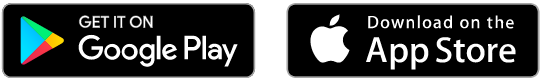 GET IT ON
Google Play
Download on the
App Store